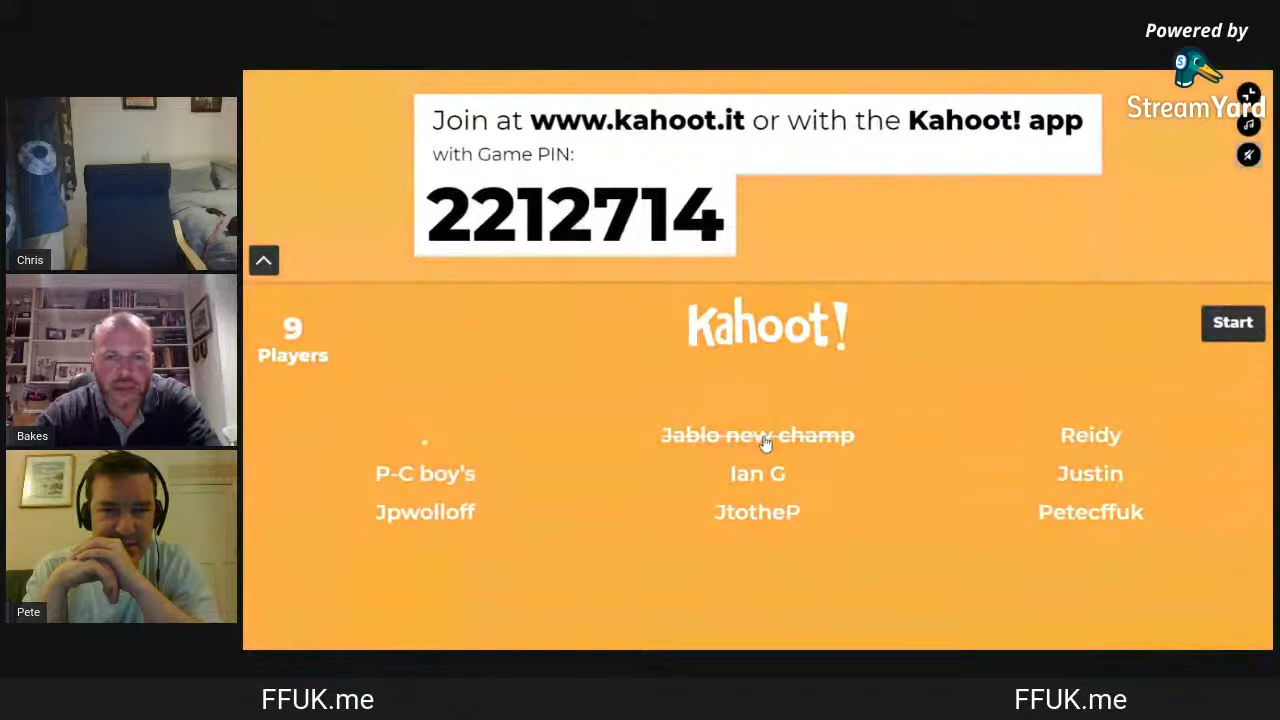 Powered by
StreamYard
Join at www.kahoot.it or with the Kahoot! app
with Game PIN:
2212714
Chris
9
Players
Kahoot!
Start
Bakes
. Jablo new champ Reidy
P-C boy's Ian G Justin
Jpwolloff JtotheP Petecffuk
Pete
FFUK.me FFUK.me